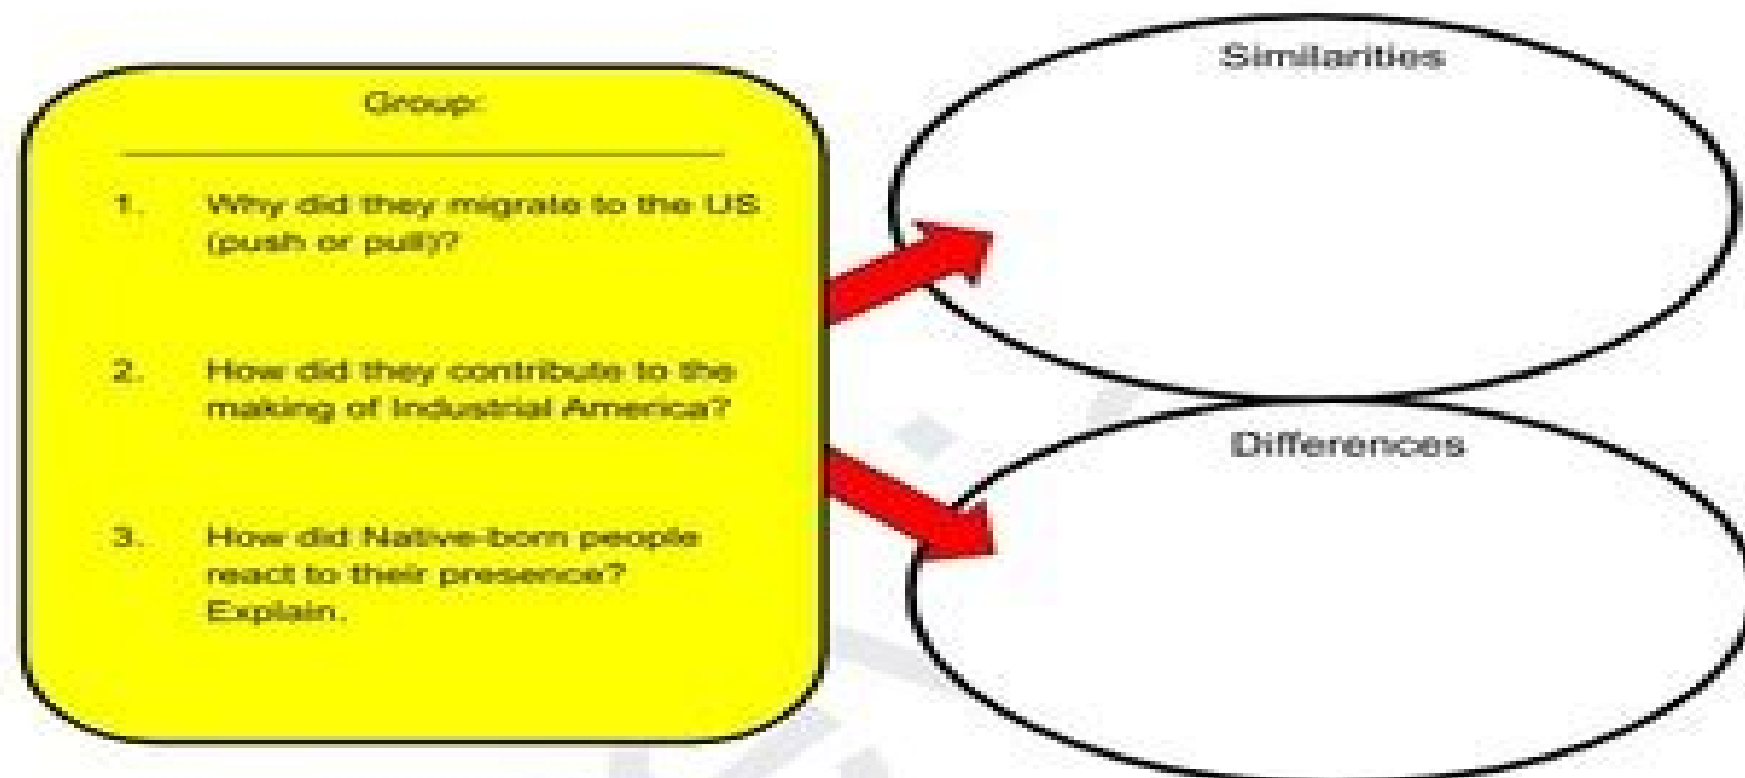 Group:
1. Why did they migrate to the US
(push or pull)?
2. How did they contribute to the
making of Industrial America?
3. How did Native-born people
react to their presence?
Explain.
Similarities
Differences